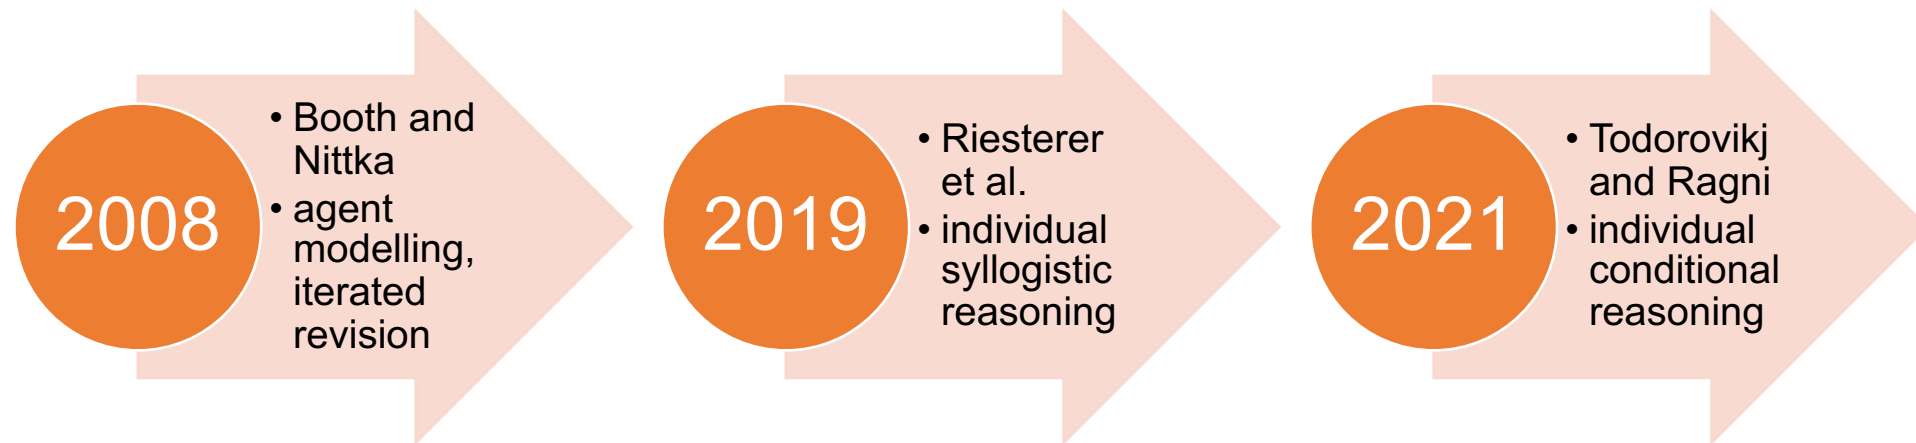 2008
• Booth and
Nittka
• agent
modelling,
iterated
revision
2019
• Riesterer
et al.
• individual
syllogistic
reasoning
2021
• Todorovikj
and Ragni
• individual
conditional
reasoning